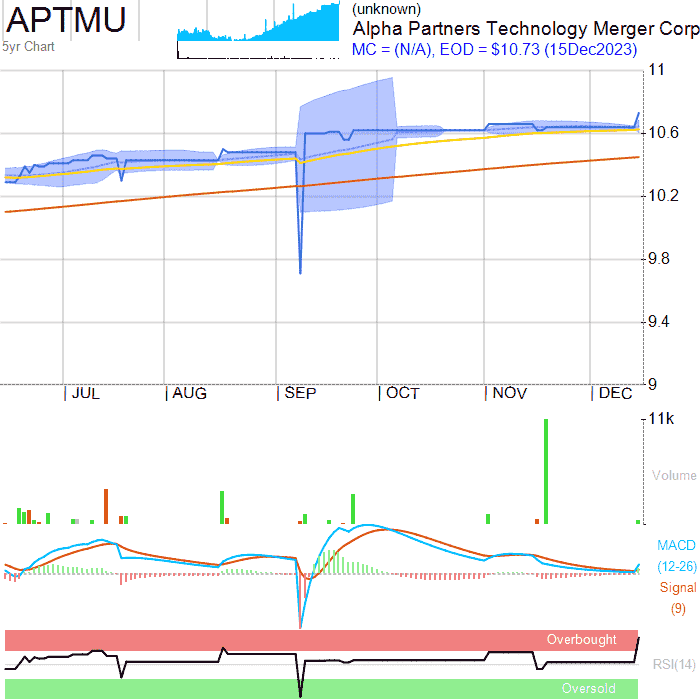 APTMU
5yr Chart
(unknown)
Alpha Partners Technology Merger Corp
MC = (N/A), EOD = $10.73 (15Dec2023)
11
10.6
10.2
9.8
9.4
9
JUL AUG SEP OCT NOV DEC
11k
Volume
MACD
(12-26)
Signal
(9)
Overbought
RSI(14)
Oversold